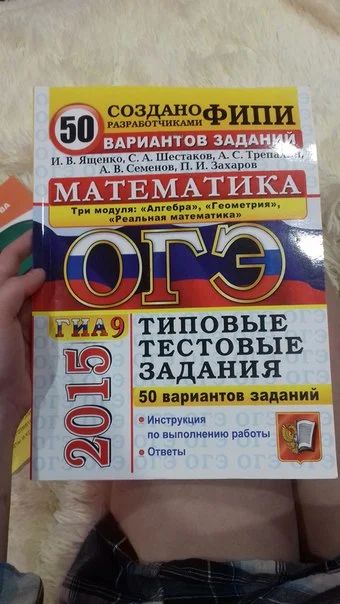 50
СОЗДАНО
РАЗРАБОТЧИКАМИ
ФИПИ
ВАРИАНТОВ ЗАДАНИЙ
И. В. Ященко, С. А. Шестаков, А. С. Трепалин,
А. В. Семенов, П. И. Захаров
МАТЕМАТИКА
Три модуля: «Алгебра», «Геометрия»,
«Реальная математика»
ОГЭ
ГИА 9
2015
ТИПОВЫЕ
ТЕСТОВЫЕ
ЗАДАНИЯ
50 вариантов заданий
• Инструкция
по выполнению работы
• Ответы